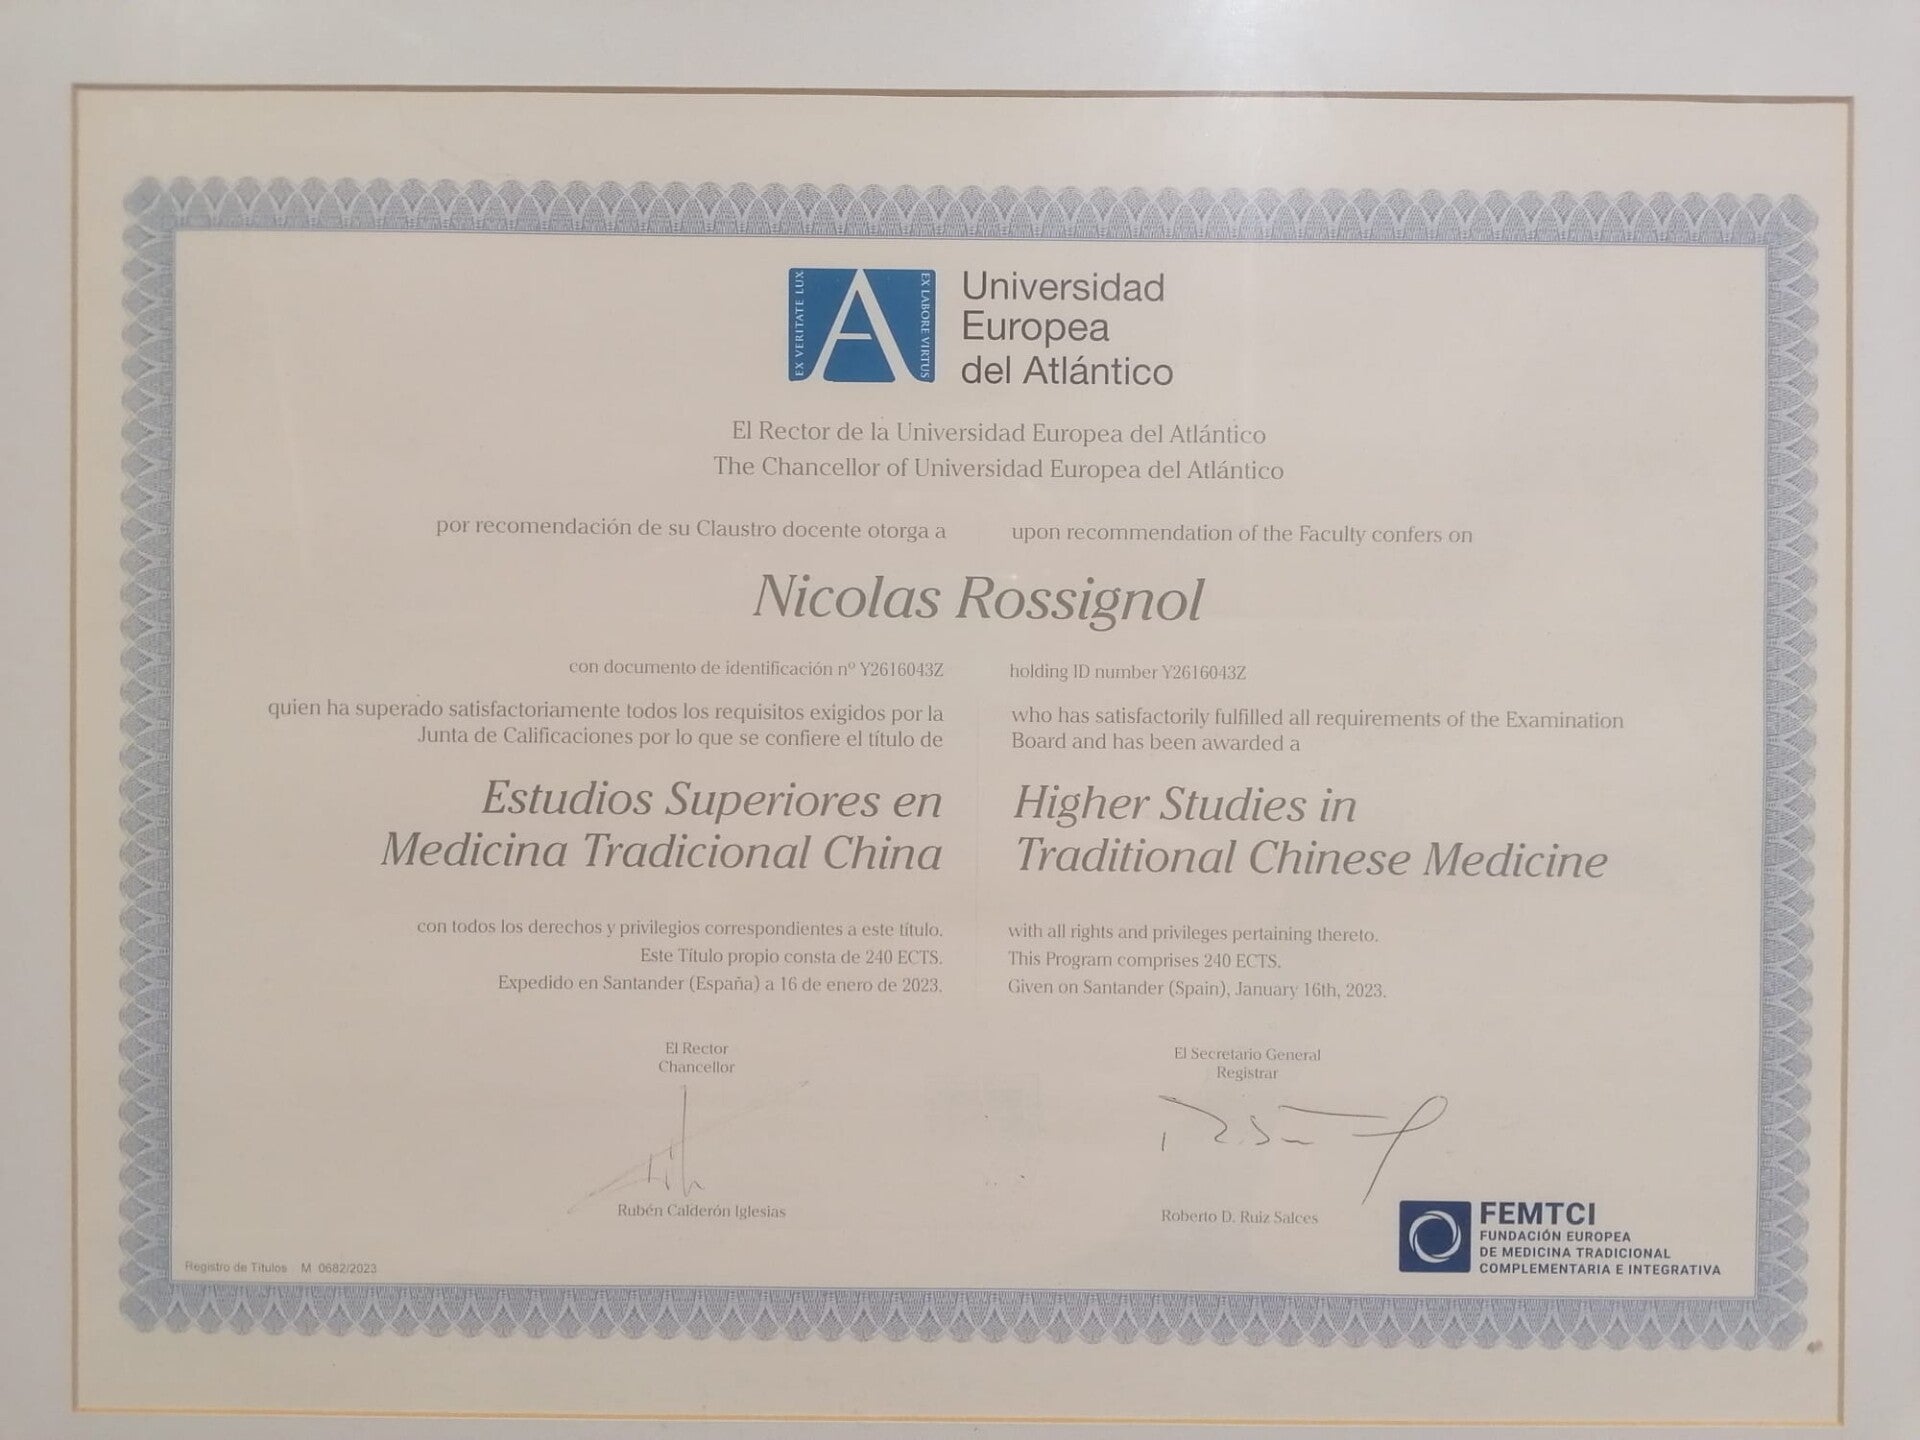 EX VERITATE LUX
EX LABORE VIRTUS
A
Universidad
Europea
del Atlántico
El Rector de la Universidad Europea del Atlántico
The Chancellor of Universidad Europea del Atlántico
por recomendación de su Claustro docente otorga a
upon recommendation of the Faculty confers on
Nicolas Rossignol
con documento de identificación nº Y2616043Z
holding ID number Y2616043Z
quien ha superado satisfactoriamente todos los requisitos exigidos por la
Junta de Calificaciones por lo que se confiere el título de
who has satisfactorily fulfilled all requirements of the Examination
Board and has been awarded a
Estudios Superiores en
Medicina Tradicional China
Higher Studies in
Traditional Chinese Medicine
con todos los derechos y privilegios correspondientes a este título.
Este Título propio consta de 240 ECTS.
Expedido en Santander (España) a 16 de enero de 2023.
with all rights and privileges pertaining thereto.
This Program comprises 240 ECTS.
Given on Santander (Spain), January 16th, 2023.
El Rector
Chancellor
Rubén Calderón Iglesias
El Secretario General
Registrar
Roberto D. Ruiz Salces
FEMTCI
FUNDACIÓN EUROPEA
DE MEDICINA TRADICIONAL
COMPLEMENTARIA E INTEGRATIVA
Registro de Títulos M 0682/2023